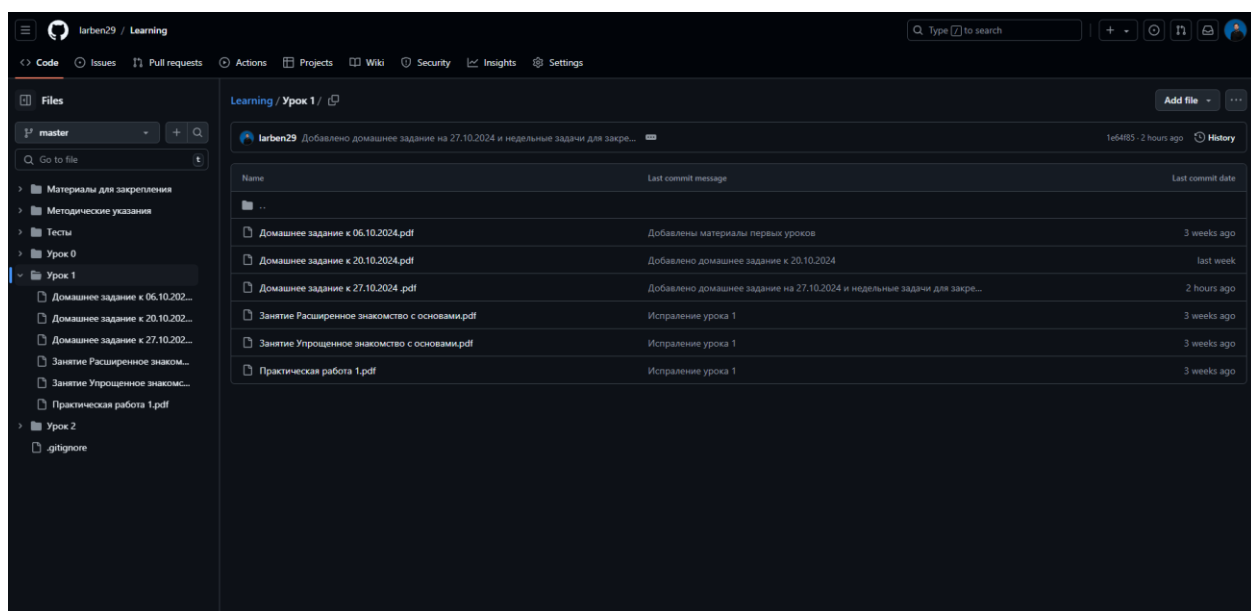 larben29 / Learning
Type / to search
Code Issues Pull requests Actions Projects Wiki Security Insights Settings
Files
master
Go to file t
Материалы для закрепления
Методические указания
Тесты
Урок 0
Урок 1
Домашнее задание к 06.10.202...
Домашнее задание к 20.10.202...
Домашнее задание к 27.10.202...
Занятие Расширенное знаком...
Занятие Упрощенное знакомс...
Практическая работа 1.pdf
Урок 2
.gitignore
Learning / Урок 1 /
Add file
larben29 Добавлено домашнее задание на 27.10.2024 и недельные задачи для закре...
1e64f85 · 2 hours ago History
Name Last commit message Last commit date
..
Домашнее задание к 06.10.2024.pdf Добавлены материалы первых уроков 3 weeks ago
Домашнее задание к 20.10.2024.pdf Добавлено домашнее задание к 20.10.2024 last week
Домашнее задание к 27.10.2024 .pdf Добавлено домашнее задание на 27.10.2024 и недельные задачи для закре... 2 hours ago
Занятие Расширенное знакомство с основами.pdf Испраление урока 1 3 weeks ago
Занятие Упрощенное знакомство с основами.pdf Испраление урока 1 3 weeks ago
Практическая работа 1.pdf Испраление урока 1 3 weeks ago